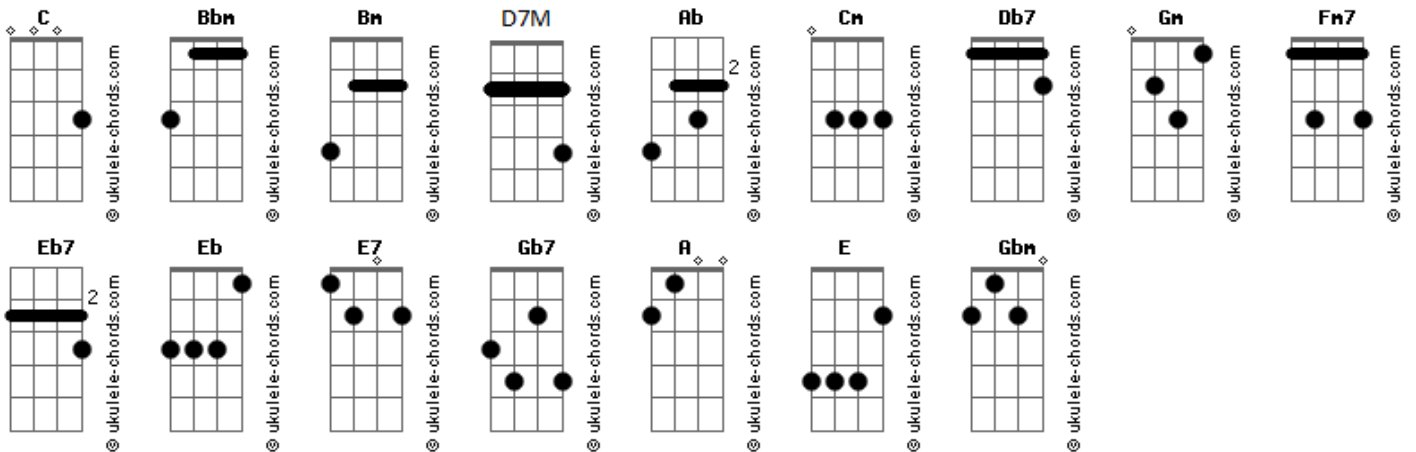 C Bbm Bm D7M Ab Cm Db7 Gm Fm7
2
© ukulele-chords.com © ukulele-chords.com © ukulele-chords.com © ukulele-chords.com © ukulele-chords.com © ukulele-chords.com © ukulele-chords.com © ukulele-chords.com © ukulele-chords.com
Eb7 Eb E7 Gb7 A E Gbm
2
© ukulele-chords.com © ukulele-chords.com © ukulele-chords.com © ukulele-chords.com © ukulele-chords.com © ukulele-chords.com © ukulele-chords.com